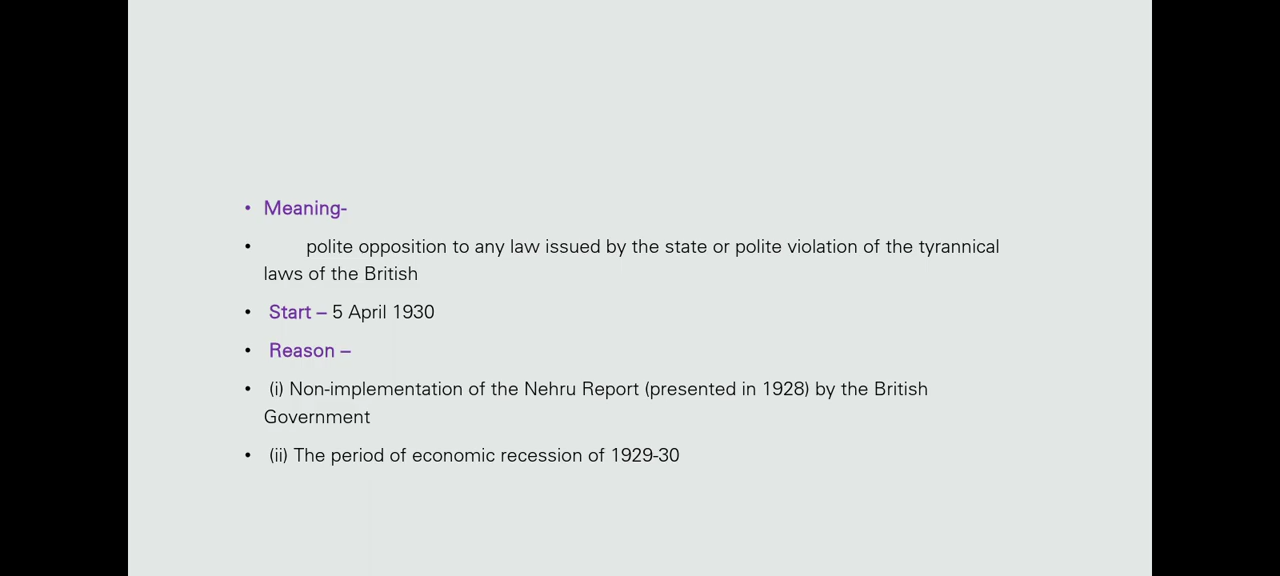 • Meaning-
• polite opposition to any law issued by the state or polite violation of the tyrannical
laws of the British
• Start – 5 April 1930
• Reason –
• (i) Non-implementation of the Nehru Report (presented in 1928) by the British
Government
• (ii) The period of economic recession of 1929-30